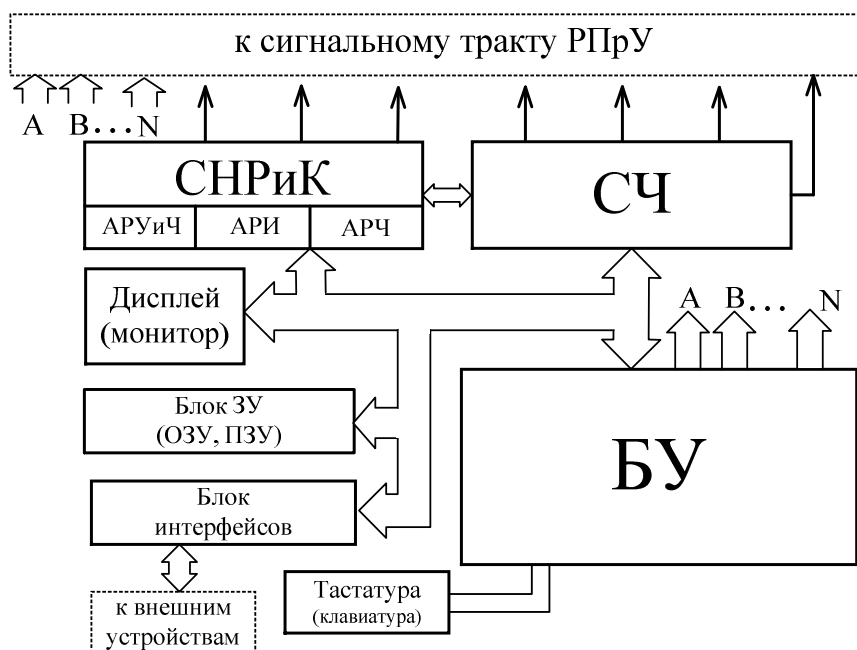 к сигнальному тракту РПрУ
А В... N
СНРиК
АРУиЧ АРИ АРЧ
СЧ
Дисплей
(монитор)
А В... N
Блок ЗУ
(ОЗУ, ПЗУ)
БУ
Блок
интерфейсов
Тастатура
(клавиатура)
к внешним
устройствам